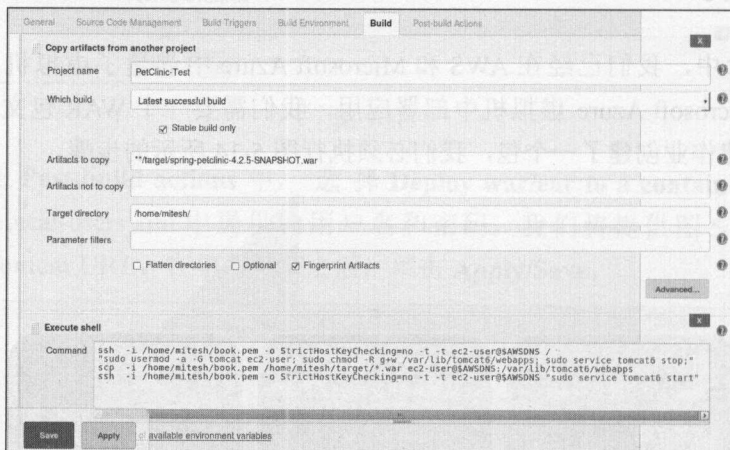 General Source Code Management Build Triggers Build Environment Build Post-build Actions
Copy artifacts from another project
X
Project name PetClinic-Test
Which build Latest successful build
Stable build only
Artifacts to copy **/target/spring-petclinic-4.2.5-SNAPSHOT.war
Artifacts not to copy
Target directory /home/mitesh/
Parameter filters
Flatten directories Optional Fingerprint Artifacts
Advanced...
Execute shell
X
Command ssh -i /home/mitesh/book.pem -o StrictHostKeyChecking=no -t -t ec2-user@$AWSDNS /
"sudo usermod -a -G tomcat ec2-user; sudo chmod -R g+w /var/lib/tomcat6/webapps; sudo service tomcat6 stop;"
scp -i /home/mitesh/book.pem /home/mitesh/target/*.war ec2-user@$AWSDNS:/var/lib/tomcat6/webapps
ssh -i /home/mitesh/book.pem -o StrictHostKeyChecking=no -t -t ec2-user@$AWSDNS "sudo service tomcat6 start"
Save Apply of available environment variables